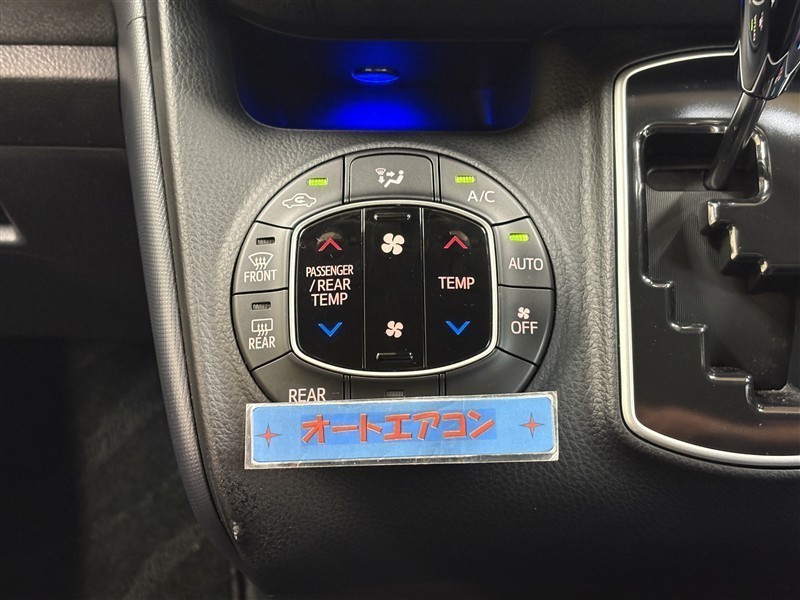 A/C
FRONT
PASSENGER
/REAR
TEMP
TEMP
AUTO
REAR
OFF
REAR
オートエアコン